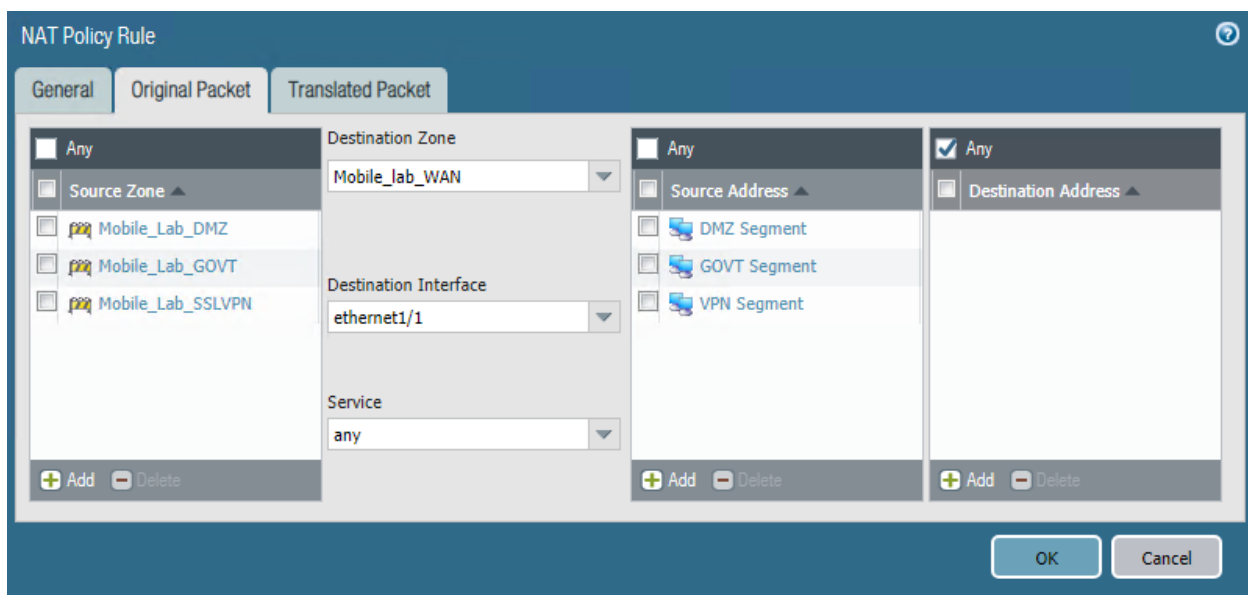 NAT Policy Rule
General
Original Packet
Translated Packet
Any
Source Zone
Mobile_Lab_DMZ
Mobile_Lab_GOVT
Mobile_Lab_SSLVPN
Add
Delete
Destination Zone
Mobile_lab_WAN
Destination Interface
ethernet1/1
Service
any
Any
Source Address
DMZ Segment
GOVT Segment
VPN Segment
Add
Delete
Any
Destination Address
Add
Delete
OK
Cancel